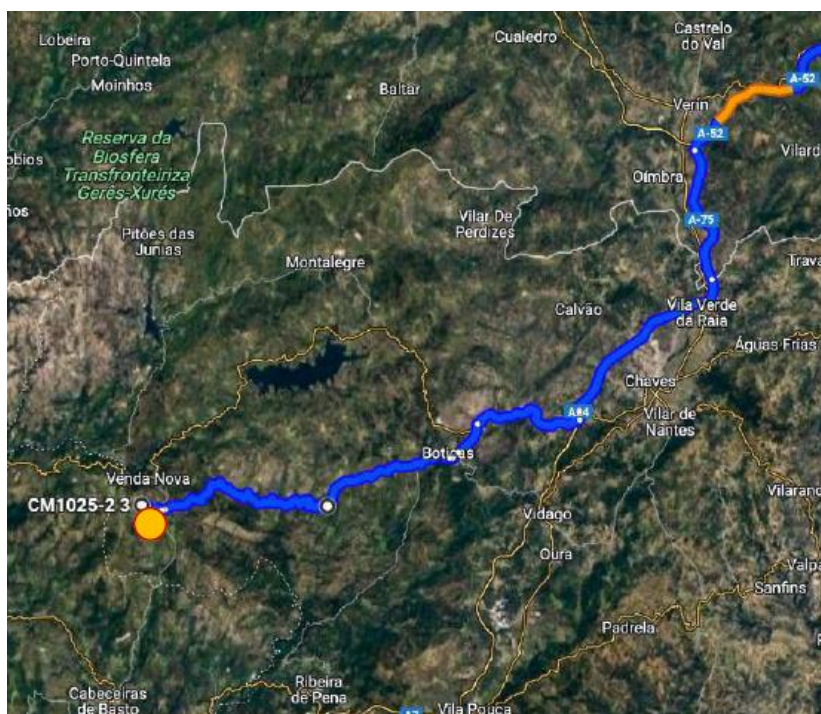 Lobeira
Porto-Quintela
Moinhos
Cualedro
Castrelo
do Val
A-52
Baltar
Verín
A-52
Reserva da
Biosfera
Transfronteiriza
Gerês-Xurés
obios
ños
Oímbra
Vilard
Pitões das
Junias
Vilar De
Perdizes
A-75
Montalegre
Trava
Calvão
Vila Verde
da Raia
Águas Frias
Chaves
A24
Vilar de
Nantes
Boticas
Venda Nova
CM1025-2 3
Vidago
Vilaran
Oura
Valpa
Sanfins
Padrela
Ribeira
de Pena
Cabeceiras
de Basto
A7
Vila Pouca